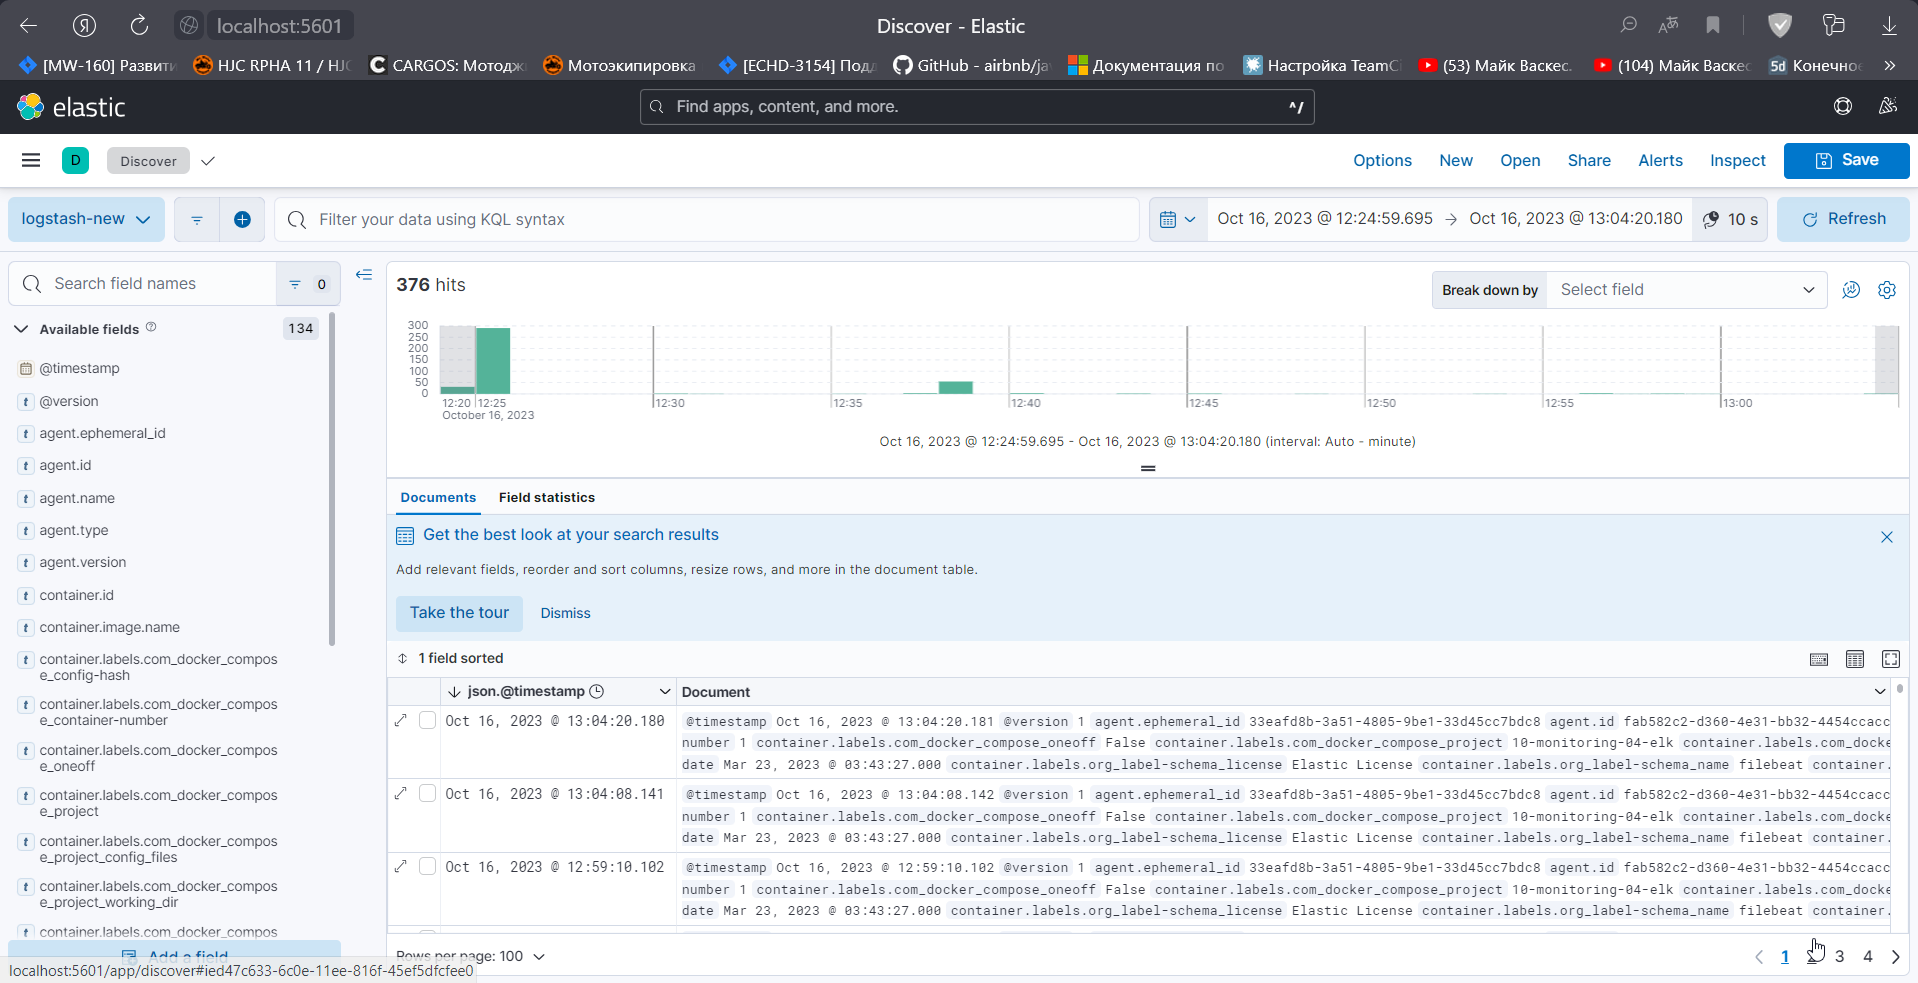 localhost:5601
Discover - Elastic
[MW-160] Развити
HJC RPHA 11 / HJC
CARGOS: Мотодж
Мотоэкипировка
[ECHD-3154] Под
GitHub - airbnb/ja
Документация по
Настройка TeamCi
(53) Майк Васкес.
(104) Майк Васкес
5d Конечно
»
elastic
Find apps, content, and more.
^/
D
Discover
Options
New
Open
Share
Alerts
Inspect
Save
logstash-new
Filter your data using KQL syntax
Oct 16, 2023 @ 12:24:59.695 → Oct 16, 2023 @ 13:04:20.180
10 s
Refresh
Search field names
0
Available fields
134
@timestamp
t @version
t agent.ephemeral_id
t agent.id
t agent.name
t agent.type
t agent.version
t container.id
t container.image.name
t container.labels.com_docker_compos
e_config-hash
t container.labels.com_docker_compos
e_container-number
t container.labels.com_docker_compos
e_oneoff
t container.labels.com_docker_compos
e_project
t container.labels.com_docker_compos
e_project_config_files
t container.labels.com_docker_compos
e_project_working_dir
t container.labels.com_docker_compos
Add a field
localhost:5601/app/discover#ied47c633-6c0e-11ee-816f-45ef5dfcfee0
376 hits
Break down by
Select field
300
250
200
150
100
50
0
12:20
12:25
12:30
12:35
12:40
12:45
12:50
12:55
13:00
October 16, 2023
Oct 16, 2023 @ 12:24:59.695 - Oct 16, 2023 @ 13:04:20.180 (interval: Auto - minute)
Documents
Field statistics
Get the best look at your search results
Add relevant fields, reorder and sort columns, resize rows, and more in the document table.
Take the tour
Dismiss
1 field sorted
json.@timestamp
Document
Oct 16, 2023 @ 13:04:20.180
@timestamp Oct 16, 2023 @ 13:04:20.181 @version 1 agent.ephemeral_id 33eafd8b-3a51-4805-9be1-33d45cc7bdc8 agent.id fab582c2-d360-4e31-bb32-4454ccacc
number 1 container.labels.com_docker_compose_oneoff False container.labels.com_docker_compose_project 10-monitoring-04-elk container.labels.com_docke
date Mar 23, 2023 @ 03:43:27.000 container.labels.org_label-schema_license Elastic License container.labels.org_label-schema_name filebeat container.
Oct 16, 2023 @ 13:04:08.141
@timestamp Oct 16, 2023 @ 13:04:08.142 @version 1 agent.ephemeral_id 33eafd8b-3a51-4805-9be1-33d45cc7bdc8 agent.id fab582c2-d360-4e31-bb32-4454ccacc
number 1 container.labels.com_docker_compose_oneoff False container.labels.com_docker_compose_project 10-monitoring-04-elk container.labels.com_docke
date Mar 23, 2023 @ 03:43:27.000 container.labels.org_label-schema_license Elastic License container.labels.org_label-schema_name filebeat container.
Oct 16, 2023 @ 12:59:10.102
@timestamp Oct 16, 2023 @ 12:59:10.102 @version 1 agent.ephemeral_id 33eafd8b-3a51-4805-9be1-33d45cc7bdc8 agent.id fab582c2-d360-4e31-bb32-4454ccacc
number 1 container.labels.com_docker_compose_oneoff False container.labels.com_docker_compose_project 10-monitoring-04-elk container.labels.com_docke
date Mar 23, 2023 @ 03:43:27.000 container.labels.org_label-schema_license Elastic License container.labels.org_label-schema_name filebeat container.
Rows per page: 100
1
3
4